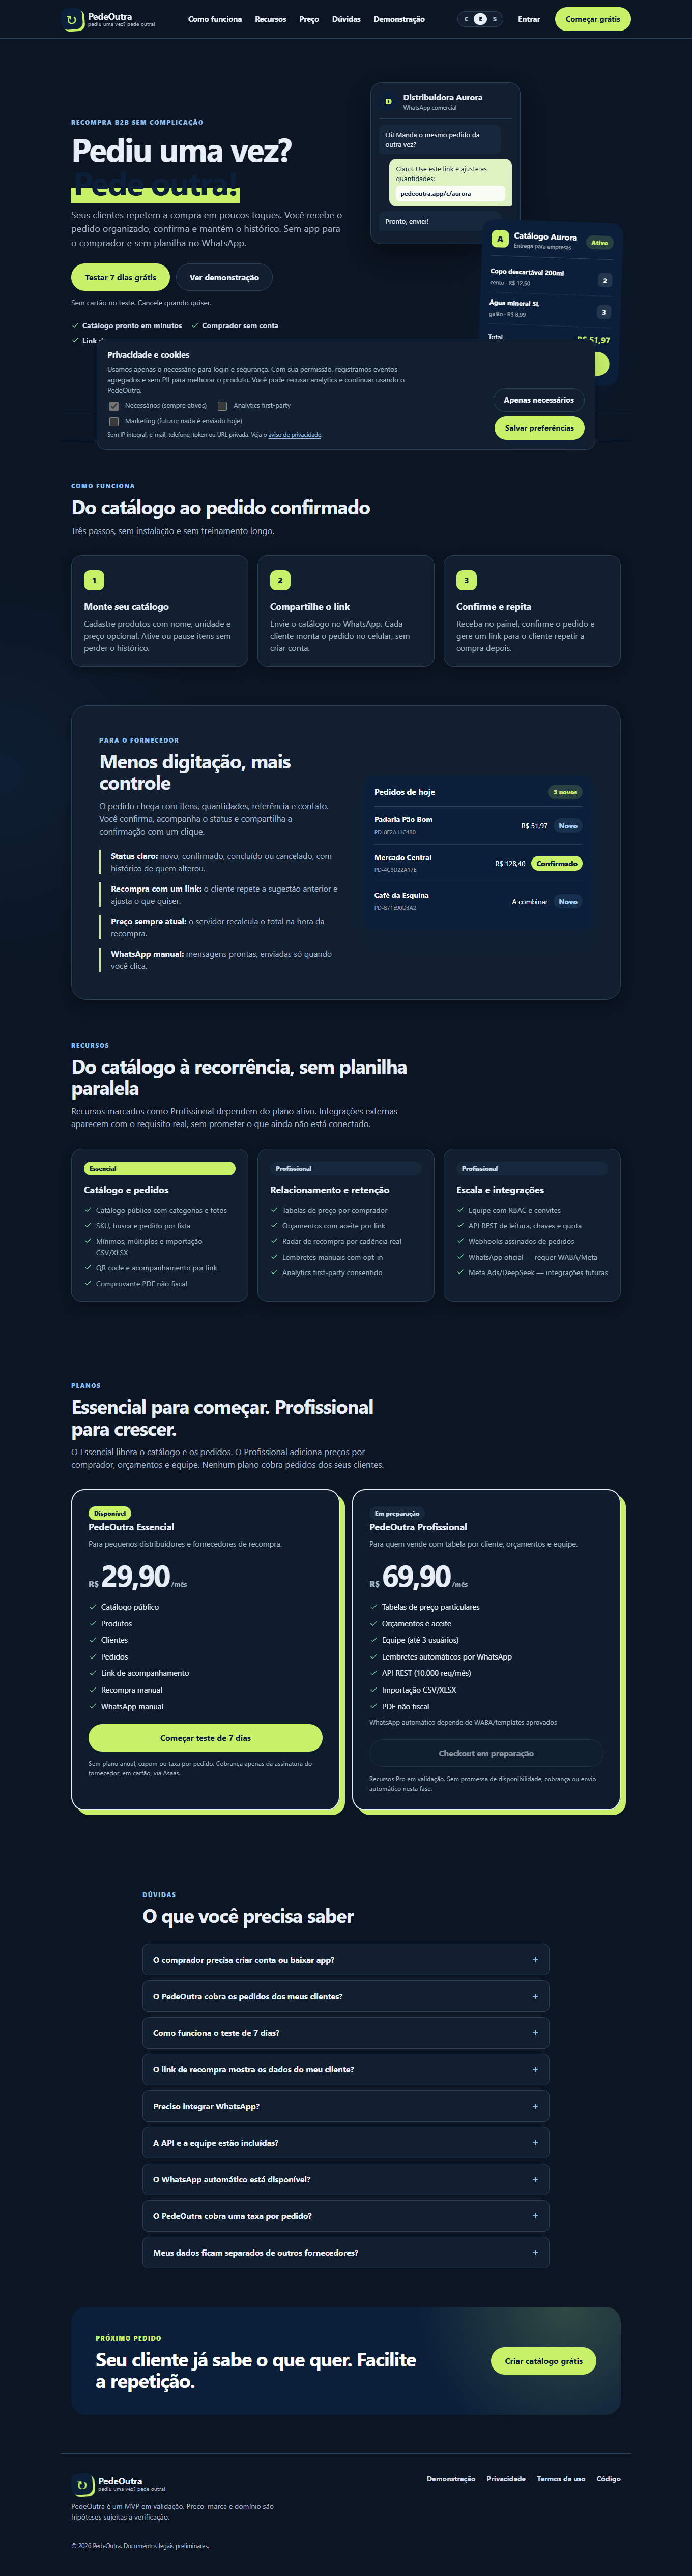 PedeOutra
pediu uma vez? pede outra!
Como funciona
Recursos
Preço
Dúvidas
Demonstração
C E S
Entrar
Começar grátis
RECOMPRA B2B SEM COMPLICAÇÃO
Pediu uma vez?
Pede outra!
Seus clientes repetem a compra em poucos toques. Você recebe o
pedido organizado, confirma e mantém o histórico. Sem app para
o comprador e sem planilha no WhatsApp.
Testar 7 dias grátis
Ver demonstração
Sem cartão no teste. Cancele quando quiser.
Catálogo pronto em minutos
Comprador sem conta
Link
D
Distribuidora Aurora
WhatsApp comercial
Oi! Manda o mesmo pedido da
outra vez?
Claro! Use este link e ajuste as
quantidades:
pedeoutra.app/c/aurora
Pronto, enviei!
A
Catálogo Aurora
Entrega para empresas
Ativo
Copo descartável 200ml
cento · R$ 12,50
2
Água mineral 5L
galão · R$ 8,99
3
Total
R$ 51,97
Privacidade e cookies
Usamos apenas o necessário para login e segurança. Com sua permissão, registramos eventos
agregados e sem PII para melhorar o produto. Você pode recusar analytics e continuar usando o
PedeOutra.
Necessários (sempre ativos)
Analytics first-party
Marketing (futuro; nada é enviado hoje)
Sem IP integral, e-mail, telefone, token ou URL privada. Veja o aviso de privacidade.
Apenas necessários
Salvar preferências
COMO FUNCIONA
Do catálogo ao pedido confirmado
Três passos, sem instalação e sem treinamento longo.
1
Monte seu catálogo
Cadastre produtos com nome, unidade e
preço opcional. Ative ou pause itens sem
perder o histórico.
2
Compartilhe o link
Envie o catálogo no WhatsApp. Cada
cliente monta o pedido no celular, sem
criar conta.
3
Confirme e repita
Receba no painel, confirme o pedido e
gere um link para o cliente repetir a
compra depois.
PARA O FORNECEDOR
Menos digitação, mais
controle
O pedido chega com itens, quantidades, referência e contato.
Você confirma, acompanha o status e compartilha a
confirmação com um clique.
Status claro: novo, confirmado, concluído ou cancelado, com
histórico de quem alterou.
Recompra com um link: o cliente repete a sugestão anterior e
ajusta o que quiser.
Preço sempre atual: o servidor recalcula o total na hora da
recompra.
WhatsApp manual: mensagens prontas, enviadas só quando
você clica.
Pedidos de hoje
3 novos
Padaria Pão Bom
PD-8F2A11C4B0
R$ 51,97
Novo
Mercado Central
PD-4C9D22A17E
R$ 128,40
Confirmado
Café da Esquina
PD-B71E90D3A2
A combinar
Novo
RECURSOS
Do catálogo à recorrência, sem planilha
paralela
Recursos marcados como Profissional dependem do plano ativo. Integrações externas
aparecem com o requisito real, sem prometer o que ainda não está conectado.
Essencial
Catálogo e pedidos
Catálogo público com categorias e fotos
SKU, busca e pedido por lista
Mínimos, múltiplos e importação
CSV/XLSX
QR code e acompanhamento por link
Comprovante PDF não fiscal
Profissional
Relacionamento e retenção
Tabelas de preço por comprador
Orçamentos com aceite por link
Radar de recompra por cadência real
Lembretes manuais com opt-in
Analytics first-party consentido
Profissional
Escala e integrações
Equipe com RBAC e convites
API REST de leitura, chaves e quota
Webhooks assinados de pedidos
WhatsApp oficial — requer WABA/Meta
Meta Ads/DeepSeek — integrações futuras
PLANOS
Essencial para começar. Profissional
para crescer.
O Essencial libera o catálogo e os pedidos. O Profissional adiciona preços por
comprador, orçamentos e equipe. Nenhum plano cobra pedidos dos seus clientes.
Disponível
PedeOutra Essencial
Para pequenos distribuidores e fornecedores de recompra.
R$ 29,90 /mês
Catálogo público
Produtos
Clientes
Pedidos
Link de acompanhamento
Recompra manual
WhatsApp manual
Começar teste de 7 dias
Sem plano anual, cupom ou taxa por pedido. Cobrança apenas da assinatura do
fornecedor, em cartão, via Asaas.
Em preparação
PedeOutra Profissional
Para quem vende com tabela por cliente, orçamentos e equipe.
R$ 69,90 /mês
Tabelas de preço particulares
Orçamentos e aceite
Equipe (até 3 usuários)
Lembretes automáticos por WhatsApp
API REST (10.000 req/mês)
Importação CSV/XLSX
PDF não fiscal
WhatsApp automático depende de WABA/templates aprovados
Checkout em preparação
Recursos Pro em validação. Sem promessa de disponibilidade, cobrança ou envio
automático nesta fase.
DÚVIDAS
O que você precisa saber
O comprador precisa criar conta ou baixar app? +
O PedeOutra cobra os pedidos dos meus clientes? +
Como funciona o teste de 7 dias? +
O link de recompra mostra os dados do meu cliente? +
Preciso integrar WhatsApp? +
A API e a equipe estão incluídas? +
O WhatsApp automático está disponível? +
O PedeOutra cobra uma taxa por pedido? +
Meus dados ficam separados de outros fornecedores? +
PRÓXIMO PEDIDO
Seu cliente já sabe o que quer. Facilite
a repetição.
Criar catálogo grátis
PedeOutra
pediu uma vez? pede outra!
PedeOutra é um MVP em validação. Preço, marca e domínio são
hipóteses sujeitas a verificação.
Demonstração
Privacidade
Termos de uso
Código
© 2026 PedeOutra. Documentos legais preliminares.